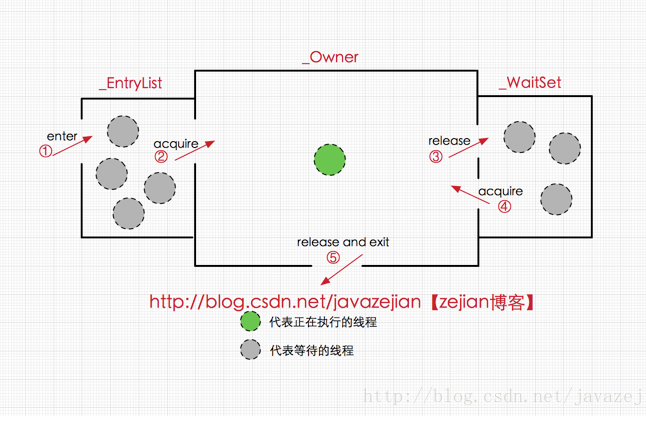 _Owner
_EntryList
_WaitSet
enter
①
acquire
②
release
③
acquire
④
release and exit
⑤
http://blog.csdn.net/javazejian【zejian博客】
代表正在执行的线程
代表等待的线程
http://blog.csdn.net/javazej